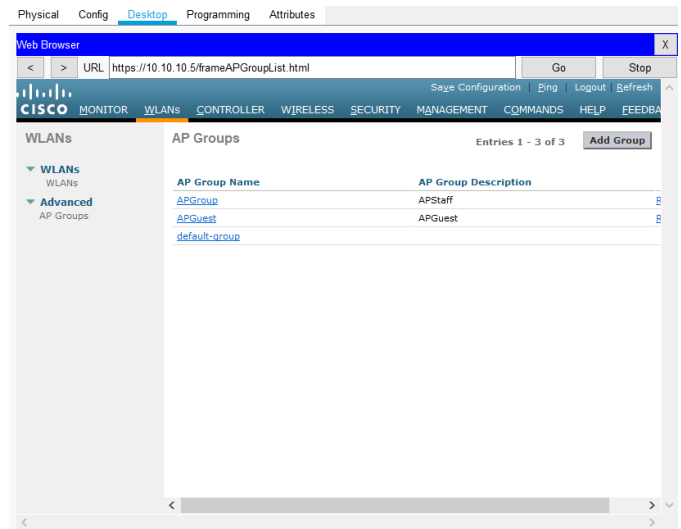 Physical Config Desktop Programming Attributes
Web Browser X
< > URL https://10.10.10.5/frameAPGroupList.html Go Stop
Save Configuration | Ping | Logout | Refresh
CISCO MONITOR WLANs CONTROLLER WIRELESS SECURITY MANAGEMENT COMMANDS HELP FEEDBA
WLANs
WLANs
WLANs
Advanced
AP Groups
AP Groups Entries 1 - 3 of 3 Add Group
AP Group Name AP Group Description
APGroup APStaff R
APGuest APGuest R
default-group